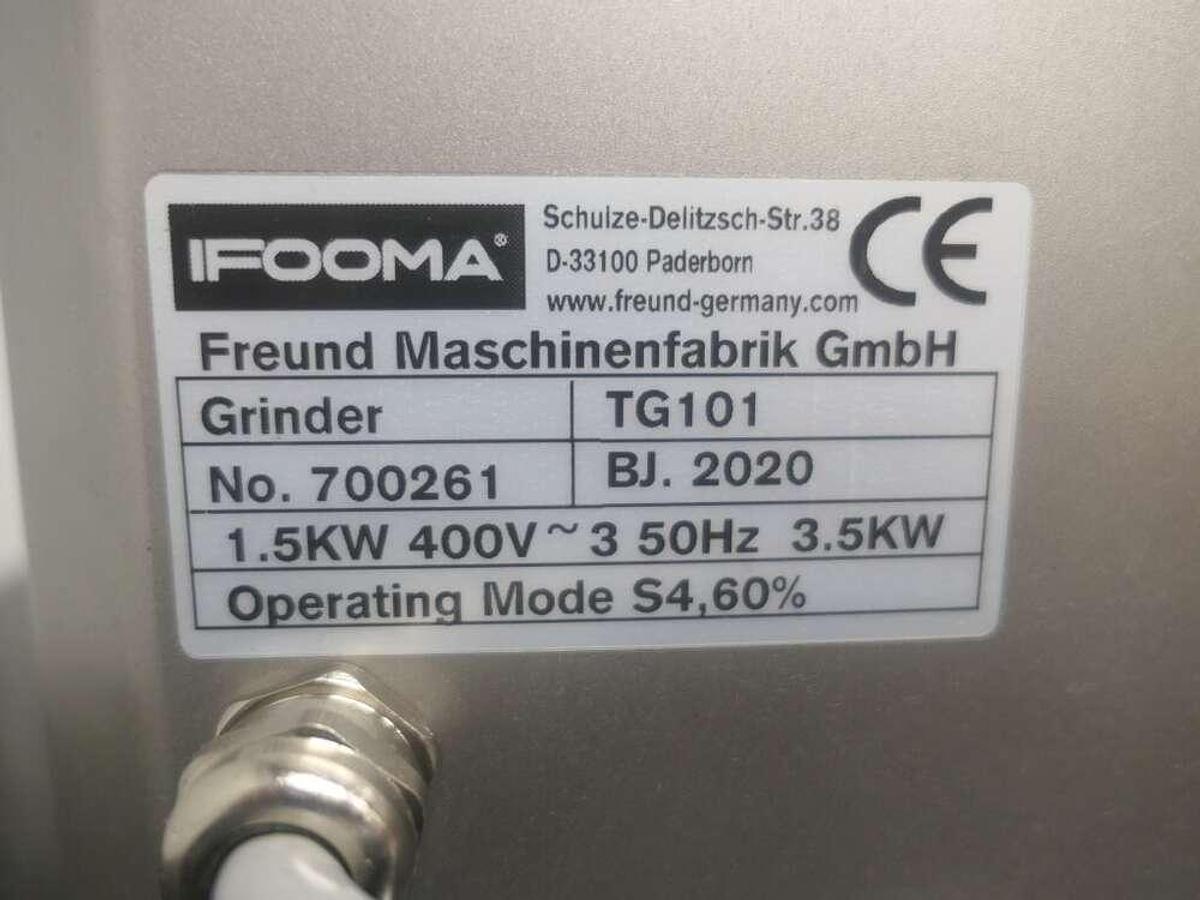 IFOOMA®
Schulze-Delitzsch-Str.38
D-33100 Paderborn
www.freund-germany.com
CE
Freund Maschinenfabrik GmbH
Grinder TG101
No. 700261 BJ. 2020
1.5KW 400V~3 50Hz 3.5KW
Operating Mode S4,60%